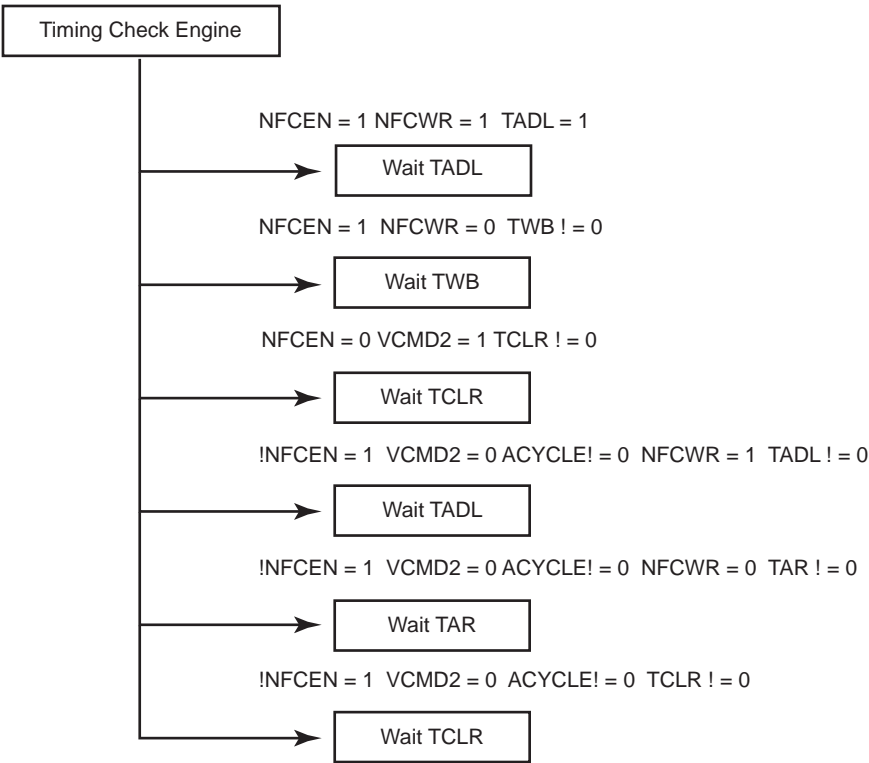 Timing Check Engine
NFCEN = 1 NFCWR = 1 TADL = 1
Wait TADL
NFCEN = 1 NFCWR = 0 TWB ! = 0
Wait TWB
NFCEN = 0 VCMD2 = 1 TCLR ! = 0
Wait TCLR
!NFCEN = 1 VCMD2 = 0 ACYCLE! = 0 NFCWR = 1 TADL ! = 0
Wait TADL
!NFCEN = 1 VCMD2 = 0 ACYCLE! = 0 NFCWR = 0 TAR ! = 0
Wait TAR
!NFCEN = 1 VCMD2 = 0 ACYCLE! = 0 TCLR ! = 0
Wait TCLR